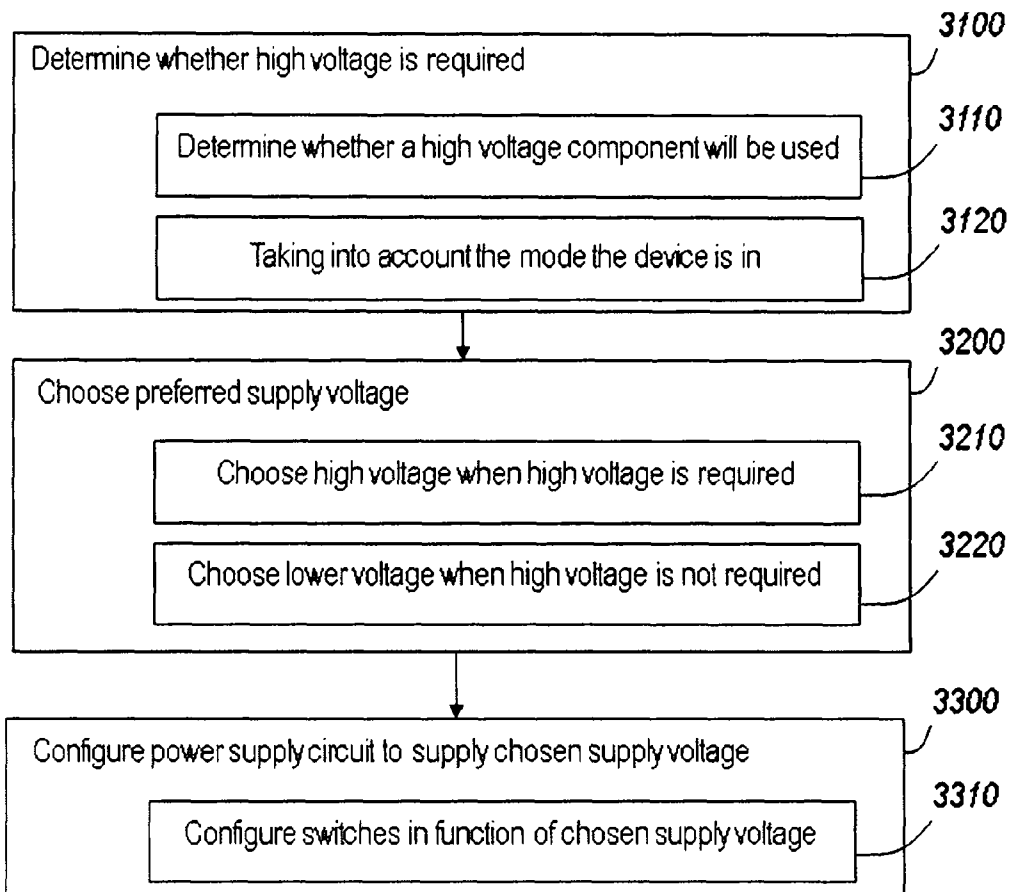 3100
Determine whether high voltage is required
3110
Determine whether a high voltage component will be used
3120
Taking into account the mode the device is in
3200
Choose preferred supply voltage
3210
Choose high voltage when high voltage is required
3220
Choose lower voltage when high voltage is not required
3300
Configure power supply circuit to supply chosen supply voltage
3310
Configure switches in function of chosen supply voltage